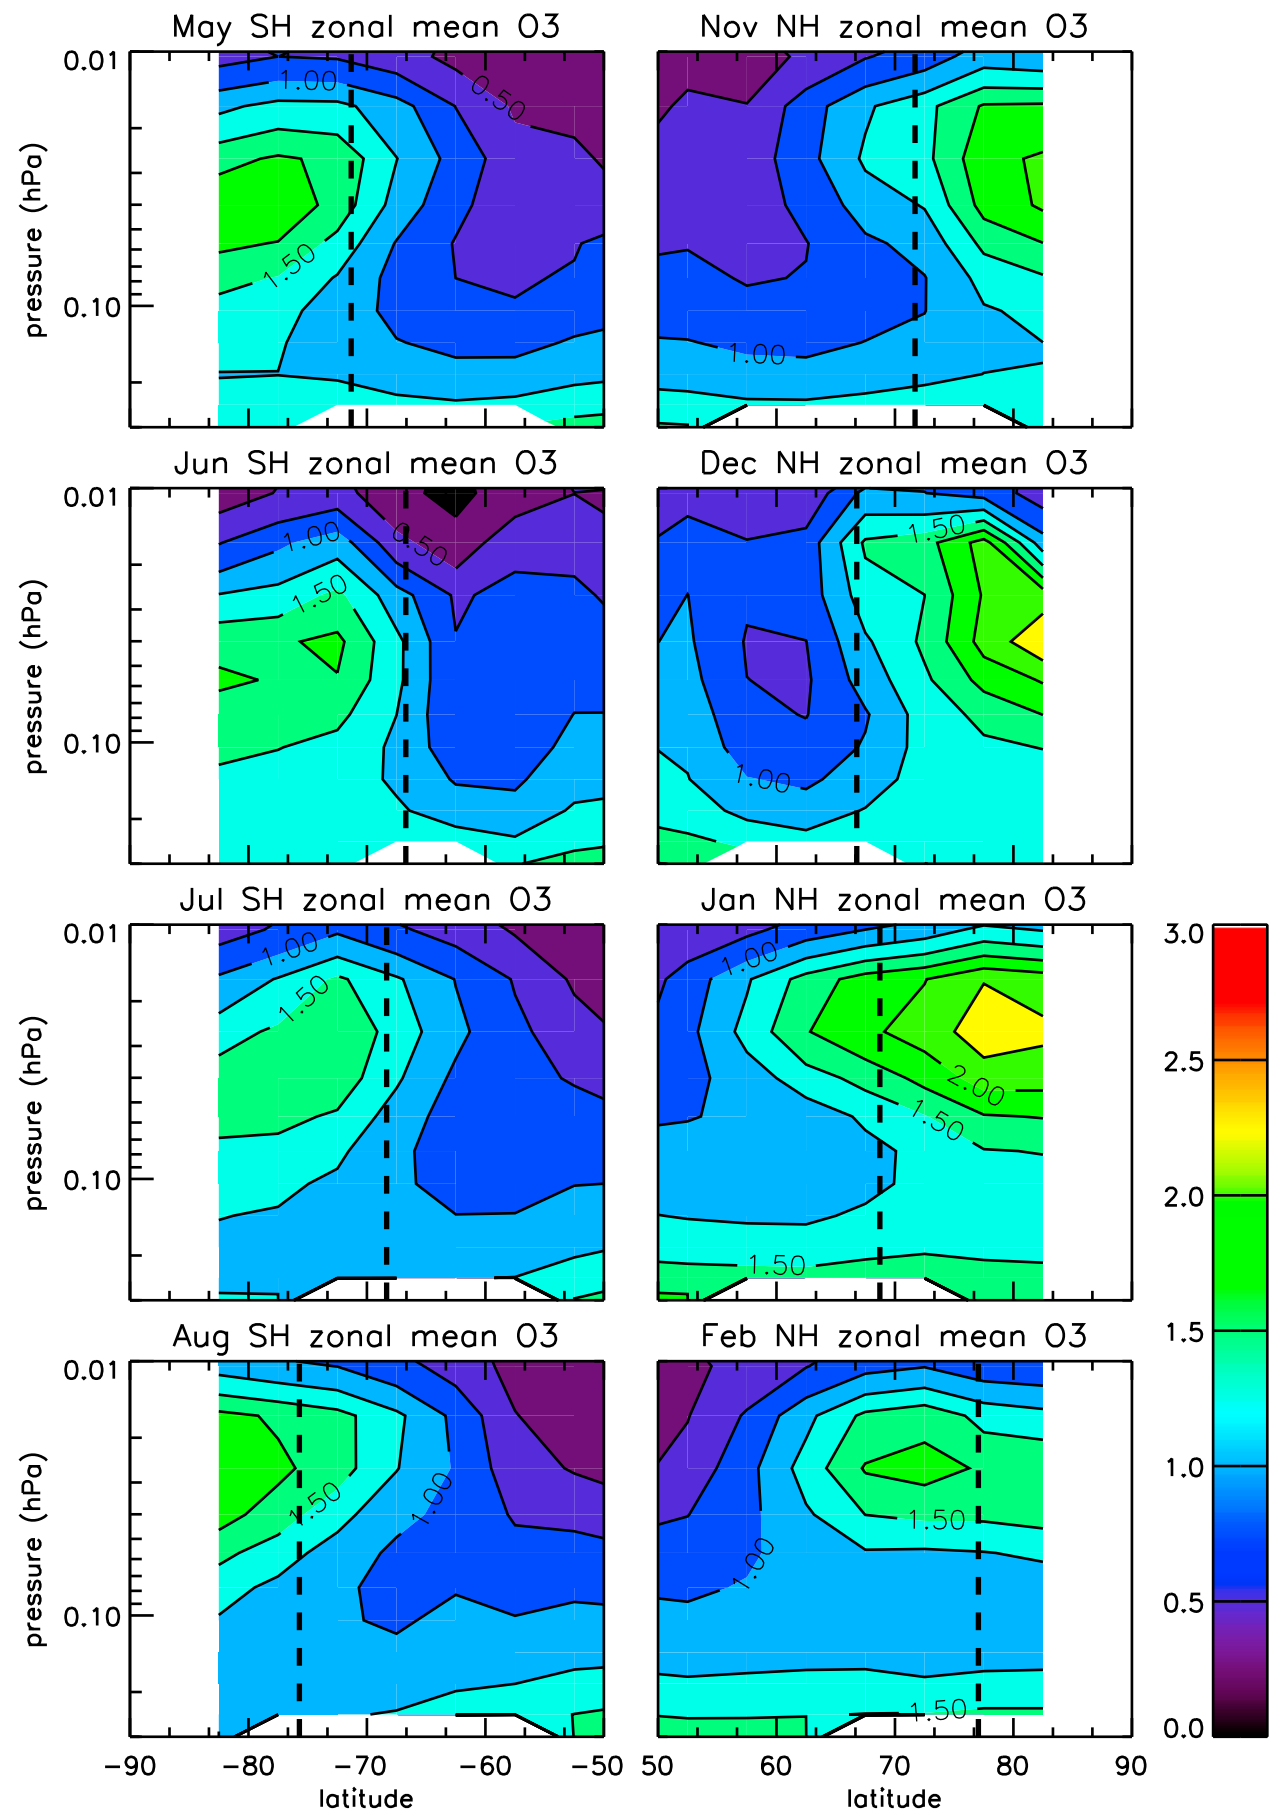 May SH zonal mean O3
Nov NH zonal mean O3
0.01
1.00
0.50
pressure (hPa)
1.50
0.10
1.00
Jun SH zonal mean O3
Dec NH zonal mean O3
0.01
1.00
0.50
1.50
1.50
pressure (hPa)
0.10
1.00
Jul SH zonal mean O3
Jan NH zonal mean O3
0.01
1.00
1.00
3.0
1.50
pressure (hPa)
2.5
2.00
1.50
0.10
2.0
1.50
Aug SH zonal mean O3
Feb NH zonal mean O3
1.5
0.01
1.0
1.50
1.00
1.50
pressure (hPa)
1.00
0.5
0.10
1.50
0.0
−90 −80 −70 −60 −50
50 60 70 80 90
latitude
latitude